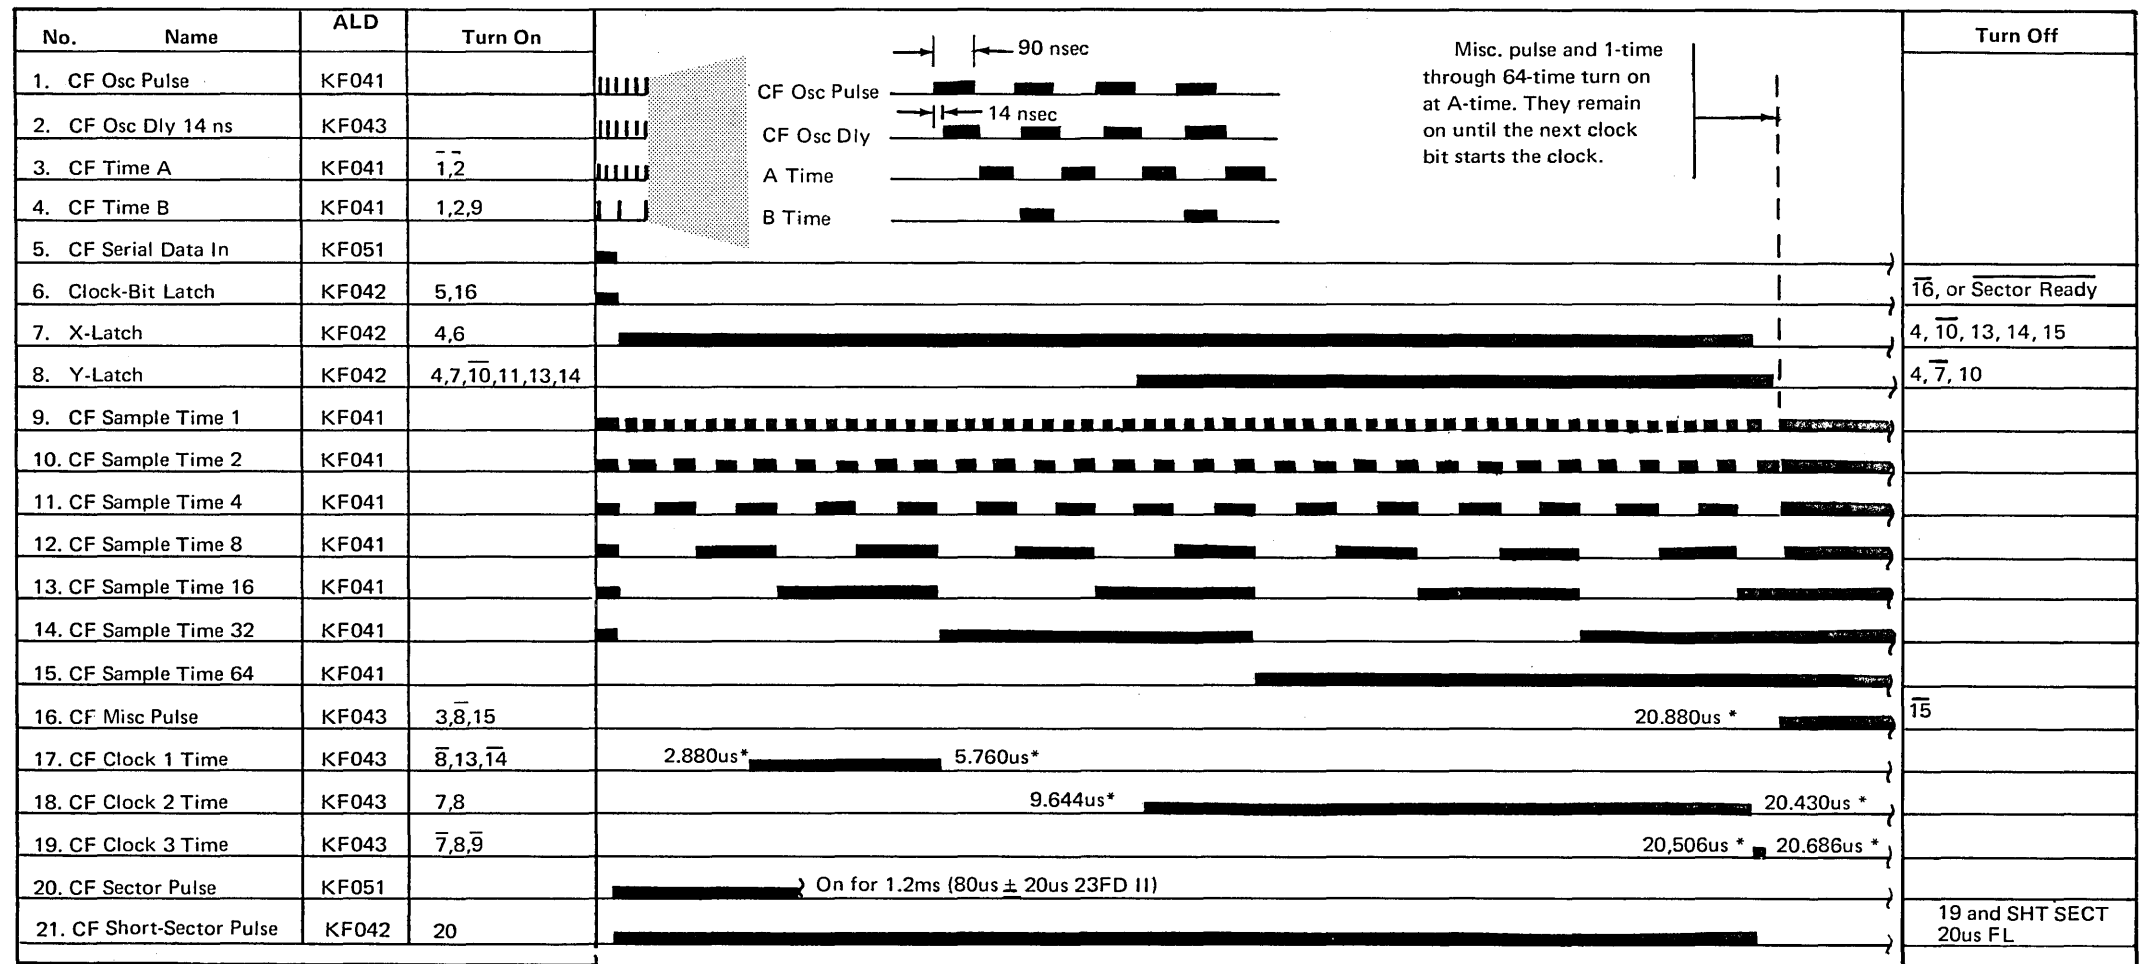 No. Name ALD Turn On Turn Off
1. CF Osc Pulse KF041
2. CF Osc Dly 14 ns KF043
3. CF Time A KF041 1̅,2̅
4. CF Time B KF041 1,2,9
5. CF Serial Data In KF051
6. Clock-Bit Latch KF042 5,16 1̅6̅, or S̅e̅c̅t̅o̅r̅ R̅e̅a̅d̅y̅
7. X-Latch KF042 4,6 4, 1̅0̅, 13, 14, 15
8. Y-Latch KF042 4,7,1̅0̅,11,13,14 4, 7̅, 10
9. CF Sample Time 1 KF041
10. CF Sample Time 2 KF041
11. CF Sample Time 4 KF041
12. CF Sample Time 8 KF041
13. CF Sample Time 16 KF041
14. CF Sample Time 32 KF041
15. CF Sample Time 64 KF041
16. CF Misc Pulse KF043 3,8̅,15 20.880us * 1̅5̅
17. CF Clock 1 Time KF043 8̅,13,1̅4̅ 2.880us* 5.760us*
18. CF Clock 2 Time KF043 7,8 9.644us* 20.430us *
19. CF Clock 3 Time KF043 7̅,8,9̅ 20,506us * 20.686us *
20. CF Sector Pulse KF051 On for 1.2ms (80us ± 20us 23FD II)
21. CF Short-Sector Pulse KF042 20 19 and SHT SECT
20us FL
90 nsec
CF Osc Pulse
14 nsec
CF Osc Dly
A Time
B Time
Misc. pulse and 1-time
through 64-time turn on
at A-time. They remain
on until the next clock
bit starts the clock.